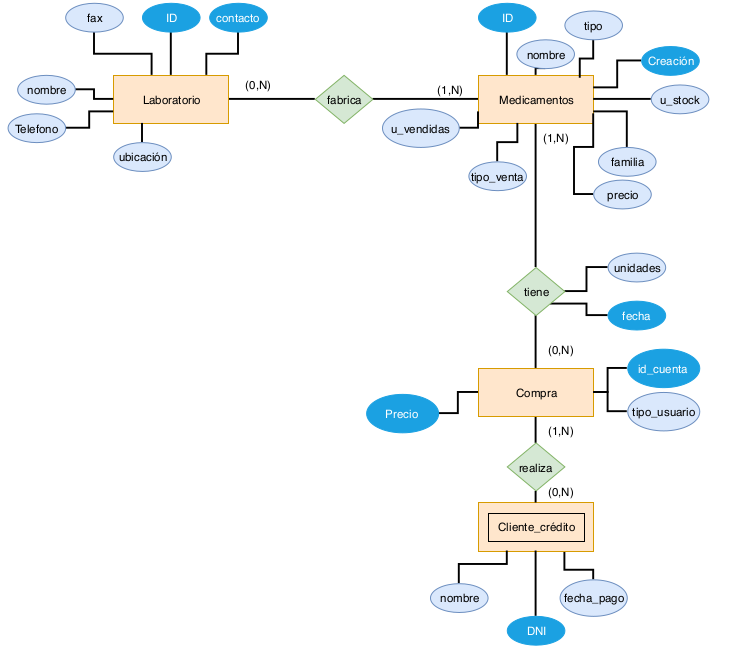 fax
ID
contacto
ID
tipo
nombre
Creación
nombre
Laboratorio
(0,N)
fabrica
(1,N)
Medicamentos
u_stock
Telefono
ubicación
u_vendidas
(1,N)
tipo_venta
familia
precio
tiene
unidades
fecha
(0,N)
id_cuenta
Compra
Precio
tipo_usuario
(1,N)
realiza
(0,N)
Cliente_crédito
nombre
fecha_pago
DNI